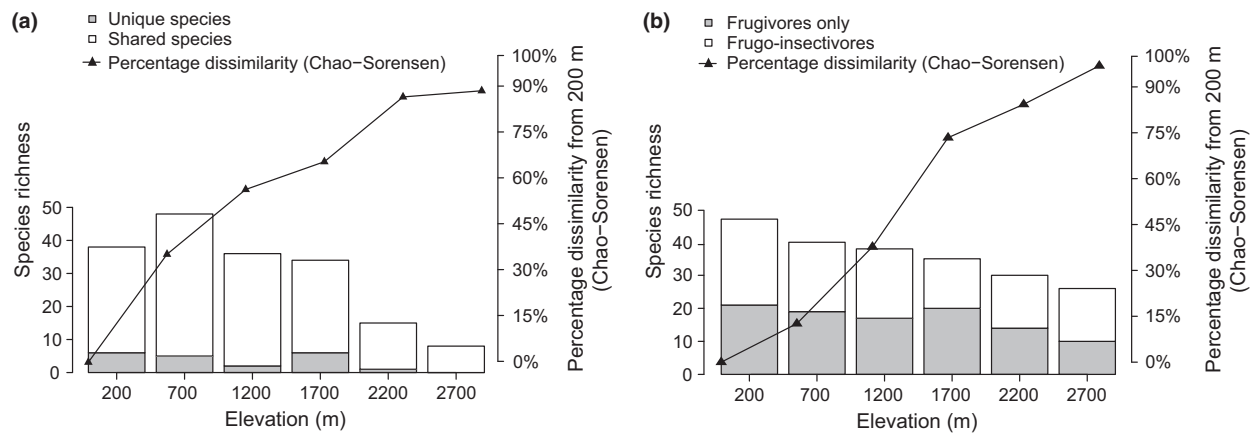 (a)
Unique species
Shared species
Percentage dissimilarity (Chao−Sorensen)
Species richness
50
40
30
20
10
0
200 700 1200 1700 2200 2700
Elevation (m)
100%
90%
75%
60%
45%
30%
15%
0%
Percentage dissimilarity from 200 m
(Chao−Sorensen)
(b)
Frugivores only
Frugo-insectivores
Percentage dissimilarity (Chao−Sorensen)
Species richness
50
40
30
20
10
0
200 700 1200 1700 2200 2700
Elevation (m)
100%
90%
75%
60%
45%
30%
15%
0%
Percentage dissimilarity from 200 m
(Chao−Sorensen)